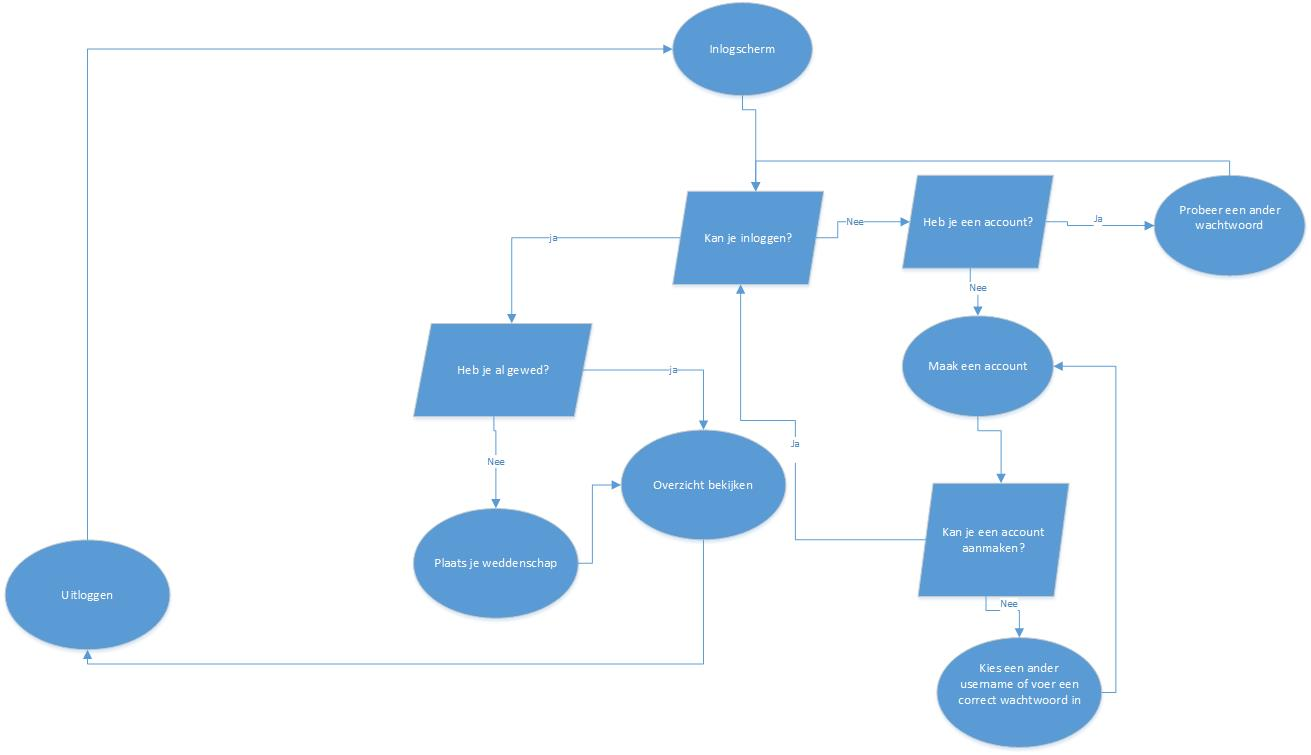 Inlogscherm
Kan je inloggen?
Nee
Heb je een account?
Ja
Probeer een ander
wachtwoord
ja
Nee
Heb je al gewed?
ja
Maak een account
Ja
Nee
Overzicht bekijken
Plaats je weddenschap
Kan je een account
aanmaken?
Uitloggen
Nee
Kies een ander
username of voer een
correct wachtwoord in